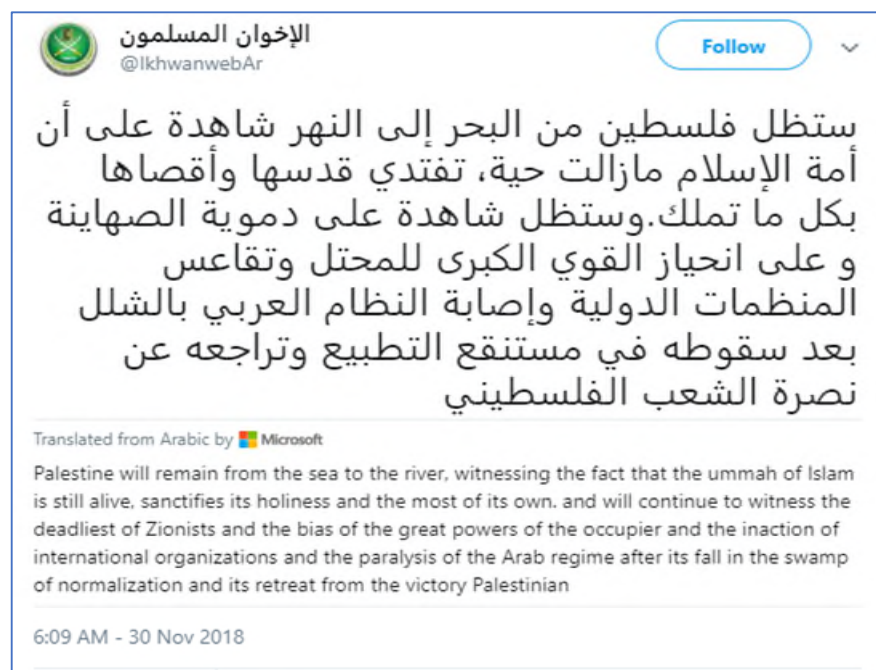 الإخوان المسلمون
@IkhwanwebAr
Follow
ستظل فلسطين من البحر إلى النهر شاهدة على أن
أمة الإسلام مازالت حية، تفتدي قدسها وأقصاها
بكل ما تملك.وستظل شاهدة على دموية الصهاينة
و على انحياز القوي الكبرى للمحتل وتقاعس
المنظمات الدولية وإصابة النظام العربي بالشلل
بعد سقوطه في مستنقع التطبيع وتراجعه عن
نصرة الشعب الفلسطيني
Translated from Arabic by Microsoft
Palestine will remain from the sea to the river, witnessing the fact that the ummah of Islam
is still alive, sanctifies its holiness and the most of its own. and will continue to witness the
deadliest of Zionists and the bias of the great powers of the occupier and the inaction of
international organizations and the paralysis of the Arab regime after its fall in the swamp
of normalization and its retreat from the victory Palestinian
6:09 AM - 30 Nov 2018